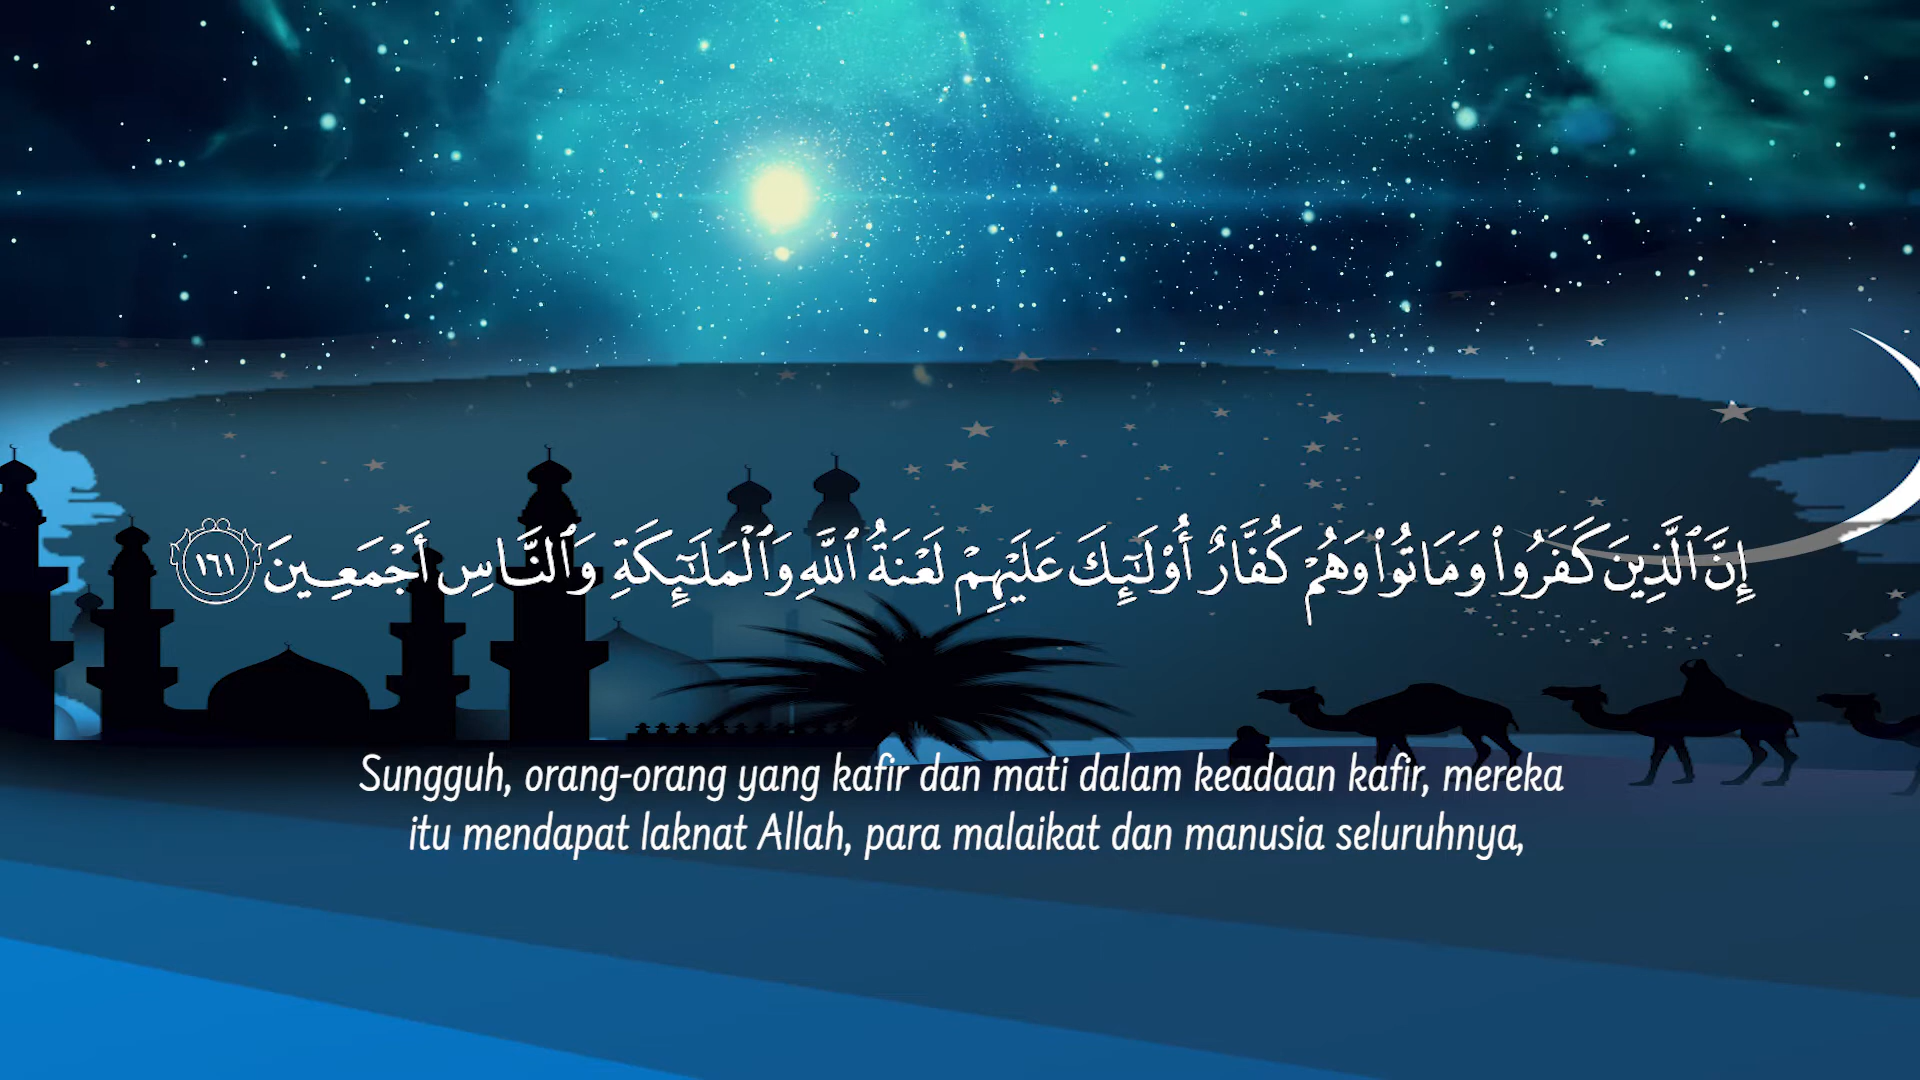 إِنَّ ٱلَّذِينَ كَفَرُوا۟ وَمَاتُوا۟ وَهُمْ كُفَّارٌ أُو۟لَـٰٓئِكَ عَلَيْهِمْ لَعْنَةُ ٱللَّهِ وَٱلْمَلَـٰٓئِكَةِ وَٱلنَّاسِ أَجْمَعِينَ ١٦١
Sungguh, orang-orang yang kafir dan mati dalam keadaan kafir, mereka
itu mendapat laknat Allah, para malaikat dan manusia seluruhnya,